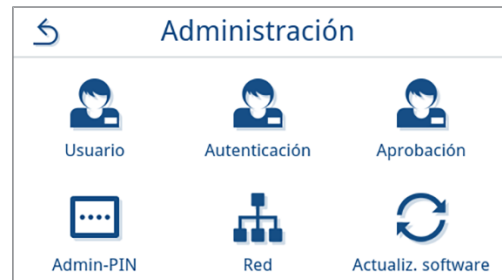 Administración
Usuario Autenticación Aprobación
Admin-PIN Red Actualiz. software